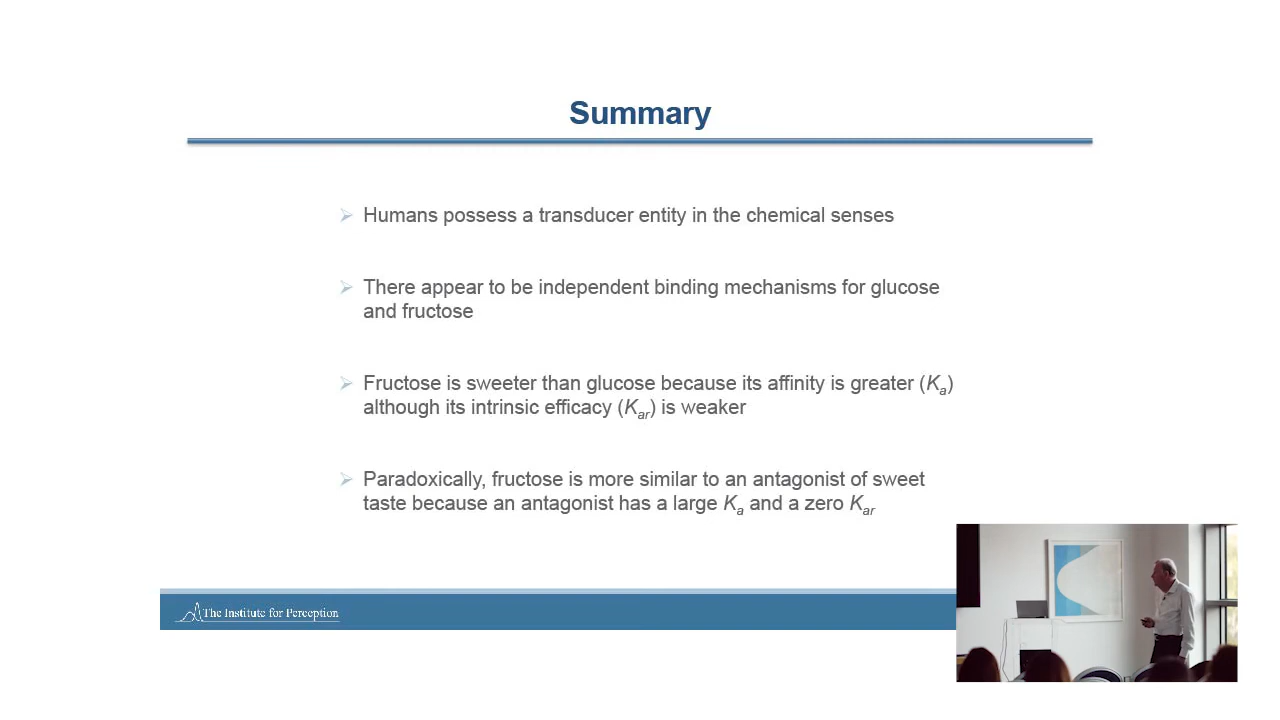 Summary
Humans possess a transducer entity in the chemical senses
There appear to be independent binding mechanisms for glucose
and fructose
Fructose is sweeter than glucose because its affinity is greater (Ka)
although its intrinsic efficacy (Kar) is weaker
Paradoxically, fructose is more similar to an antagonist of sweet
taste because an antagonist has a large Ka and a zero Kar
The Institute for Perception